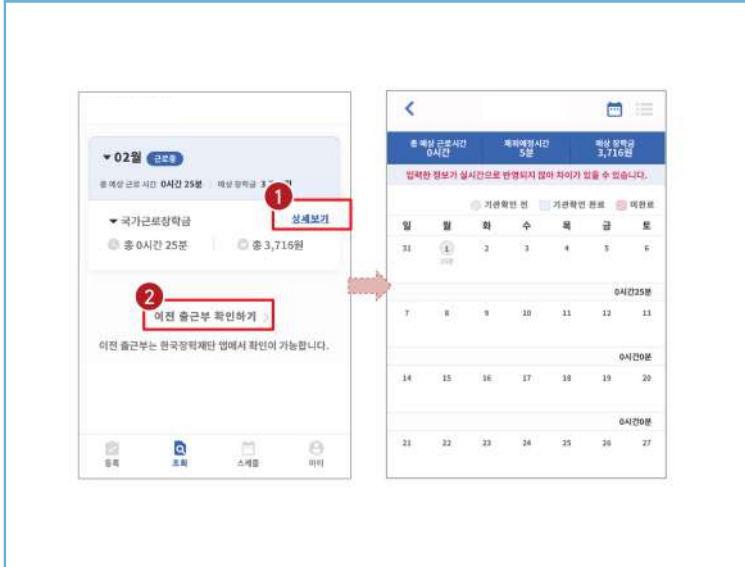 ▼ 02월 근로중
총 예상 근로 시간 0시간 25분 예상 장학금
1
▼ 국가근로장학금 상세보기
총 0시간 25분 총 3,716원
2
이전 출근부 확인하기 >
이전 출근부는 한국장학재단 앱에서 확인이 가능합니다.
등록 조회 스케줄 마이
총 예상 근로시간 예상 장학금
0시간 5분 3,716원
입력한 정보가 실시간으로 반영되지 않아 차이가 있을 수 있습니다.
기관확인 전 기관확인 완료 미완료
일 월 화 수 목 금 토
31 1 2 3 4 5 6
25분
0시간25분
7 8 9 10 11 12 13
0시간0분
14 15 16 17 18 19 20
0시간0분
21 22 23 24 25 26 27